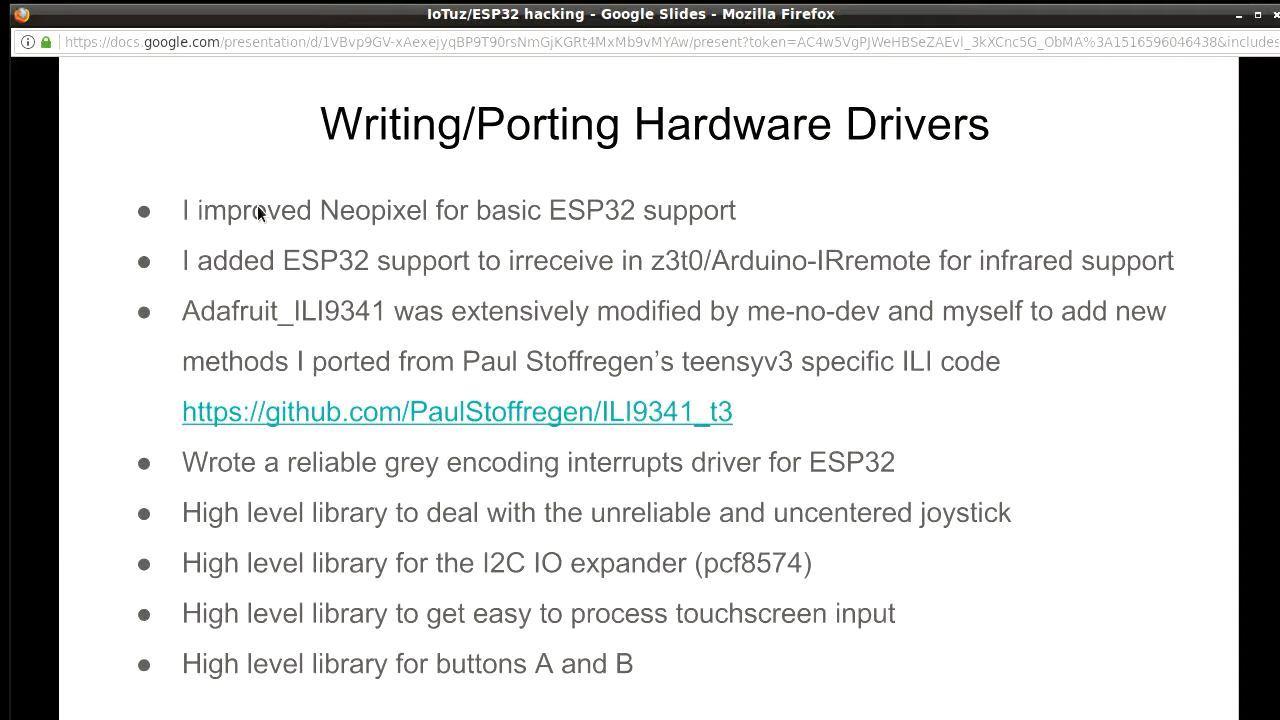 IoTuz/ESP32 hacking - Google Slides - Mozilla Firefox
https://docs.google.com/presentation/d/1VBvp9GV-xAexejyqBP9T90rsNmGjKGRt4MxMb9vMYAw/present?token=AC4w5VgPJWeHBSeZAEvI_3kXCnc5G_ObMA%3A1516596046438&includes
Writing/Porting Hardware Drivers
● I improved Neopixel for basic ESP32 support
● I added ESP32 support to irreceive in z3t0/Arduino-IRremote for infrared support
● Adafruit_ILI9341 was extensively modified by me-no-dev and myself to add new
methods I ported from Paul Stoffregen’s teensyv3 specific ILI code
https://github.com/PaulStoffregen/ILI9341_t3
● Wrote a reliable grey encoding interrupts driver for ESP32
● High level library to deal with the unreliable and uncentered joystick
● High level library for the I2C IO expander (pcf8574)
● High level library to get easy to process touchscreen input
● High level library for buttons A and B